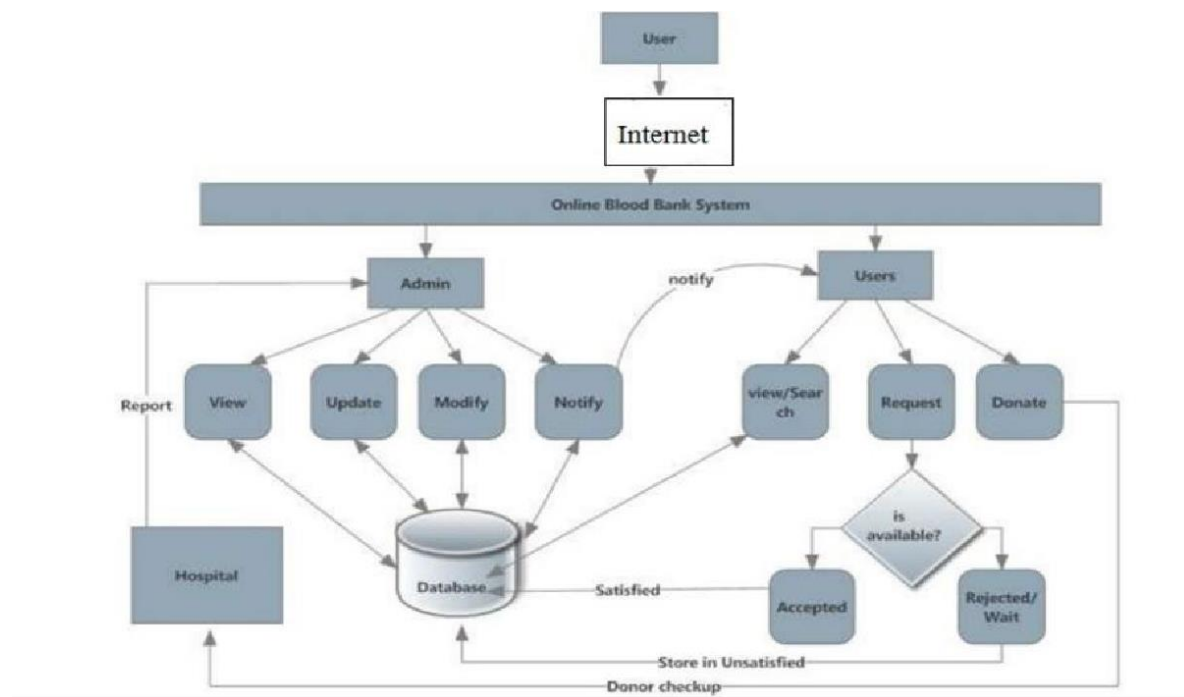 User
Internet
Online Blood Bank System
Admin
notify
Users
Report
View
Update
Modify
Notify
view/Sear
ch
Request
Donate
is
available?
Hospital
Database
Satisfied
Accepted
Rejected/
Wait
Store in Unsatisfied
Donor checkup